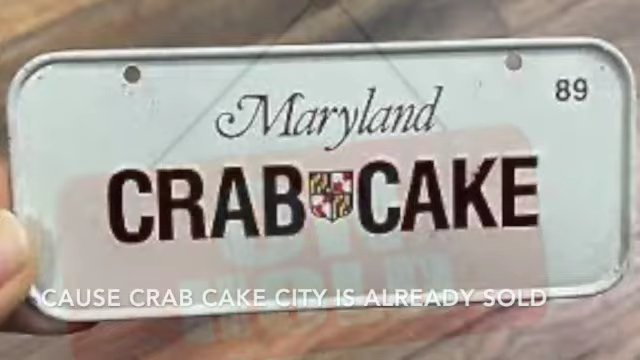 Maryland
89
CRAB CAKE
CAUSE CRAB CAKE CITY IS ALREADY SOLD